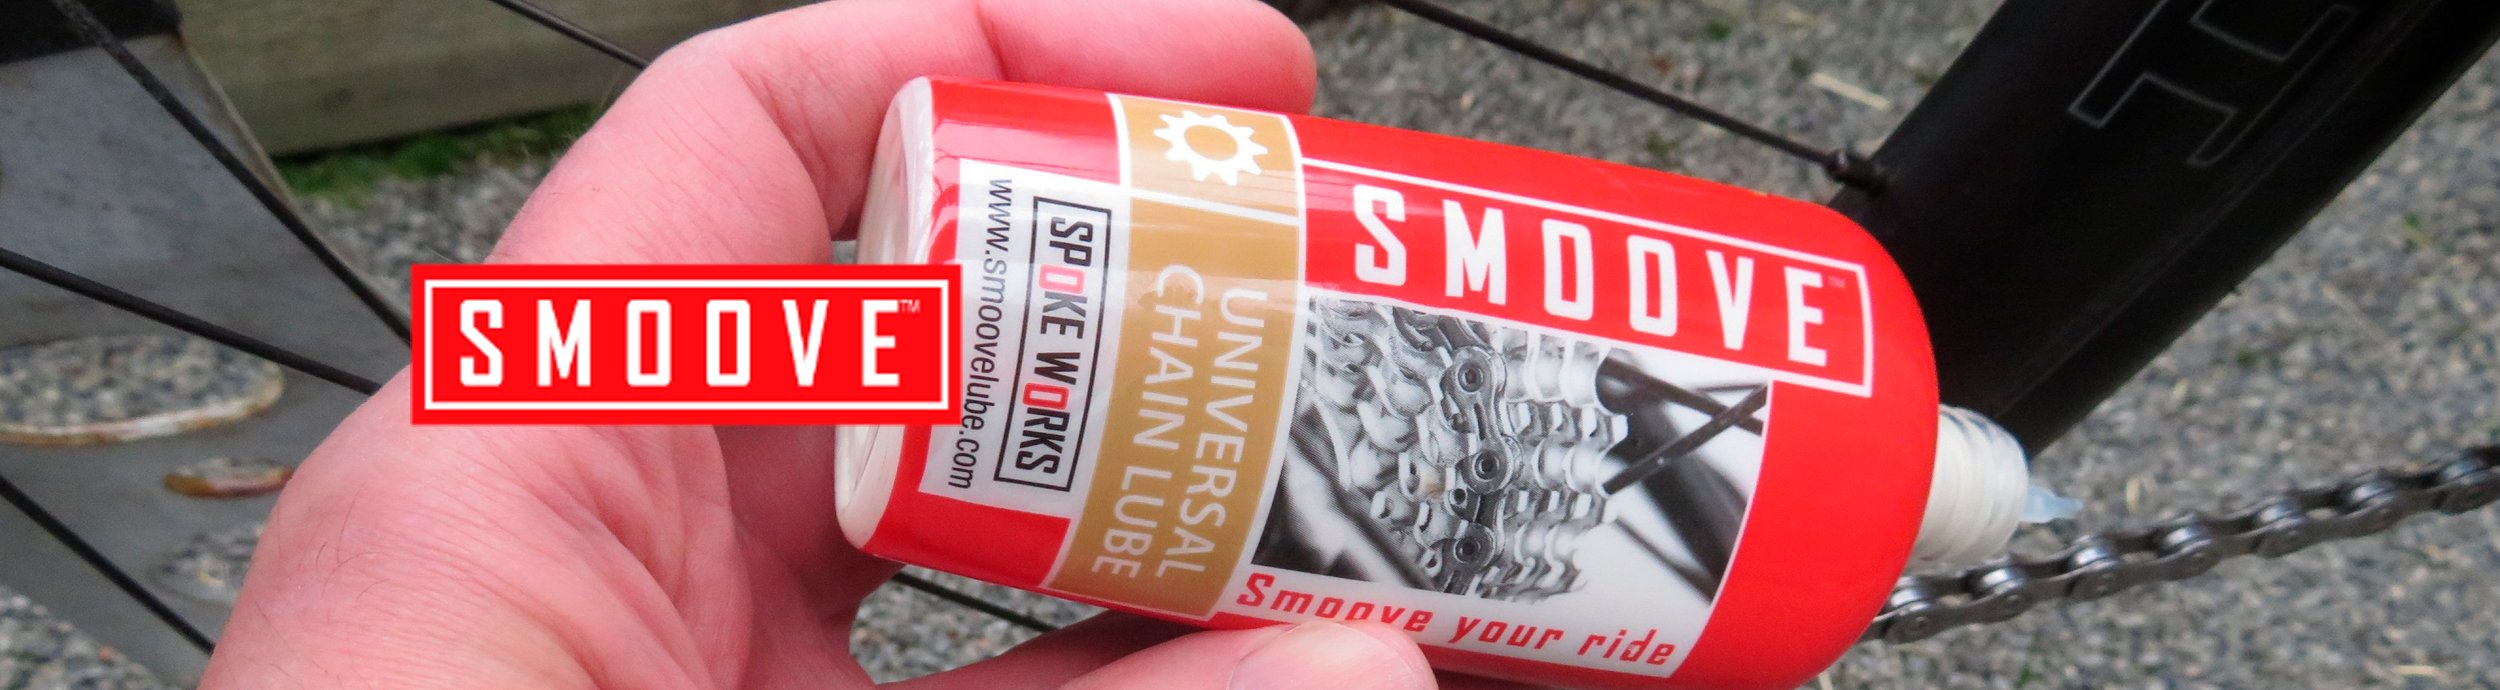 SMOOVE™
SMOOVE™
UNIVERSAL
CHAIN LUBE
SPOKE WORKS
www.smoovelube.com
Smoove your ride